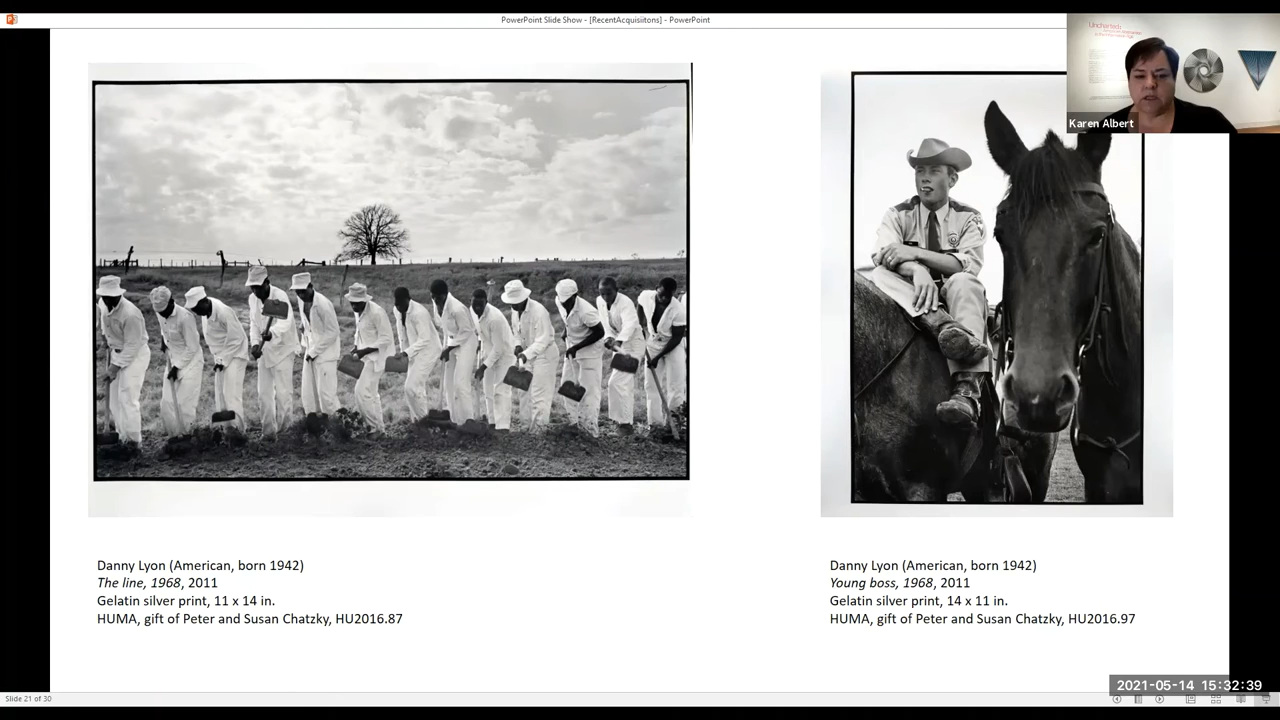 PowerPoint Slide Show - [RecentAcquisiitons] - PowerPoint
Uncharted:
Karen Albert
Danny Lyon (American, born 1942)
The line, 1968, 2011
Gelatin silver print, 11 x 14 in.
HUMA, gift of Peter and Susan Chatzky, HU2016.87
Danny Lyon (American, born 1942)
Young boss, 1968, 2011
Gelatin silver print, 14 x 11 in.
HUMA, gift of Peter and Susan Chatzky, HU2016.97
2021-05-14 15:32:39
Slide 21 of 30